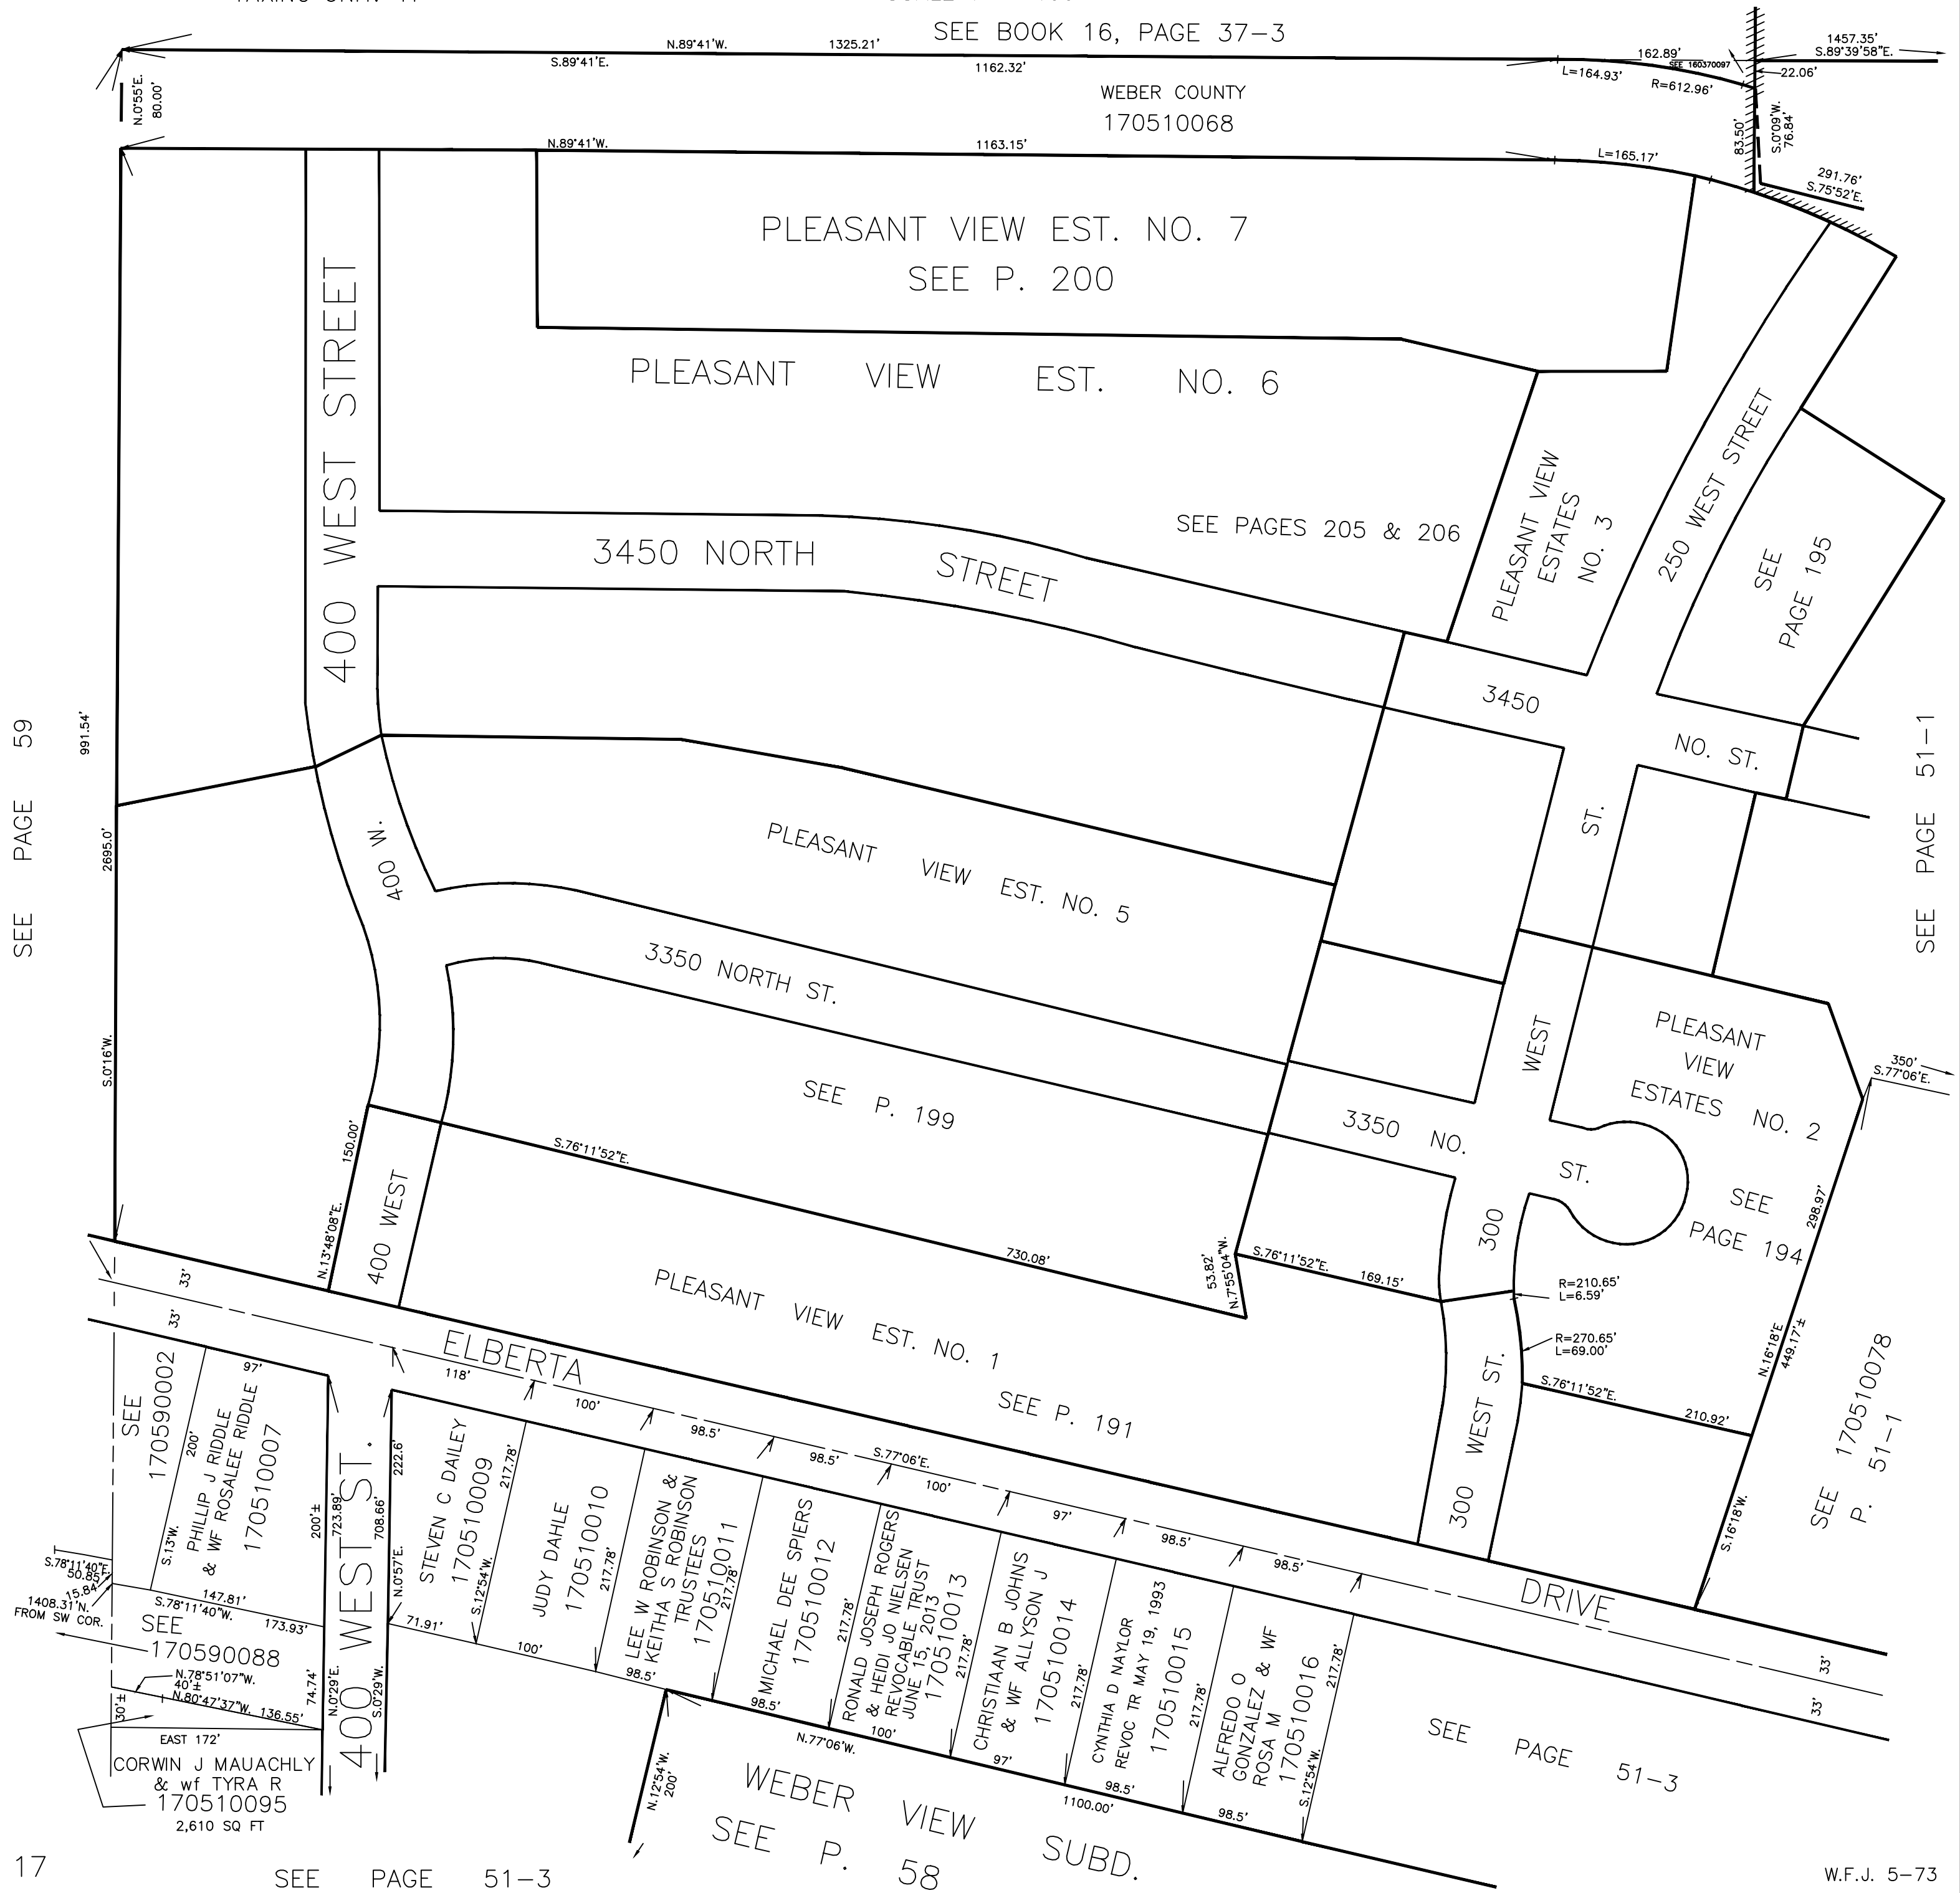 SEE BOOK 16, PAGE 37-3
N.89°41'W. 1325.21'
S.89°41'E. 1162.32'
162.89'
SEE 160370097
L=164.93'
R=612.96'
1457.35'
S.89°39'58"E.
22.06'
N.0°55'E.
80.00'
WEBER COUNTY
170510068
83.50'
S.0°09'W.
76.84'
N.89°41'W. 1163.15'
L=165.17'
291.76'
S.75°52'E.
PLEASANT VIEW EST. NO. 7
SEE P. 200
400 WEST STREET
PLEASANT VIEW EST. NO. 6
SEE PAGES 205 & 206
3450 NORTH STREET
PLEASANT VIEW
ESTATES
NO. 3
250 WEST STREET
SEE
PAGE 195
SEE PAGE 59
991.54'
2695.0'
S.0°16'W.
3450 NO. ST.
SEE PAGE 51-1
400 W.
PLEASANT VIEW EST. NO. 5
3350 NORTH ST.
ST.
WEST
300
PLEASANT
VIEW
ESTATES NO. 2
SEE
PAGE 194
350'
S.77°06'E.
SEE P. 199
3350 NO. ST.
150.00'
N.13°48'08"E.
400 WEST
S.76°11'52"E.
730.08'
53.82'
N.7°55'04"W.
S.76°11'52"E.
169.15'
R=210.65'
L=6.59'
R=270.65'
L=69.00'
298.97'
N.16°18'E
449.17'±
S.76°11'52"E.
210.92'
S.16°18'W.
SEE 170510078
P. 51-1
PLEASANT VIEW EST. NO. 1
SEE P. 191
300 WEST ST.
33'
33'
ELBERTA
DRIVE
118'
100'
98.5'
98.5'
S.77°06'E.
100'
97'
98.5'
98.5'
33'
33'
SEE
170590002
97'
200'
S.13°W.
PHILLIP J RIDDLE
& WF ROSALEE RIDDLE
170510007
200'±
723.89'
400 WEST ST.
708.66'
222.6'
N.0°57'E.
STEVEN C DAILEY
170510009
S.12°54'W.
217.78'
71.91'
JUDY DAHLE
170510010
217.78'
100'
LEE W ROBINSON &
KEITHA S ROBINSON
TRUSTEES
170510011
217.78'
98.5'
MICHAEL DEE SPIERS
170510012
217.78'
98.5'
RONALD JOSEPH ROGERS
& HEIDI JO NIELSEN
REVOCABLE TRUST
JUNE 15, 2013
170510013
217.78'
100'
CHRISTIAAN B JOHNS
& WF ALLYSON J
170510014
217.78'
97'
CYNTHIA D NAYLOR
REVOC TR MAY 19, 1993
170510015
217.78'
98.5'
ALFREDO O
GONZALEZ & WF
ROSA M
170510016
217.78'
S.12°54'W.
98.5'
S.78°11'40"E.
50.85'
15.84'
1408.31'N.
FROM SW COR.
147.81'
S.78°11'40"W.
173.93'
SEE
170590088
N.78°51'07"W.
40'±
N.80°47'37"W. 136.55'
30'±
74.74'
N.0°29'E.
S.0°29'W.
400 WEST ST.
EAST 172'
CORWIN J MAUACHLY
& wf TYRA R
170510095
2,610 SQ FT
N.12°54'W.
200'
N.77°06'W.
1100.00'
WEBER VIEW SUBD.
SEE P. 58
SEE PAGE 51-3
17
SEE PAGE 51-3
W.F.J. 5-73